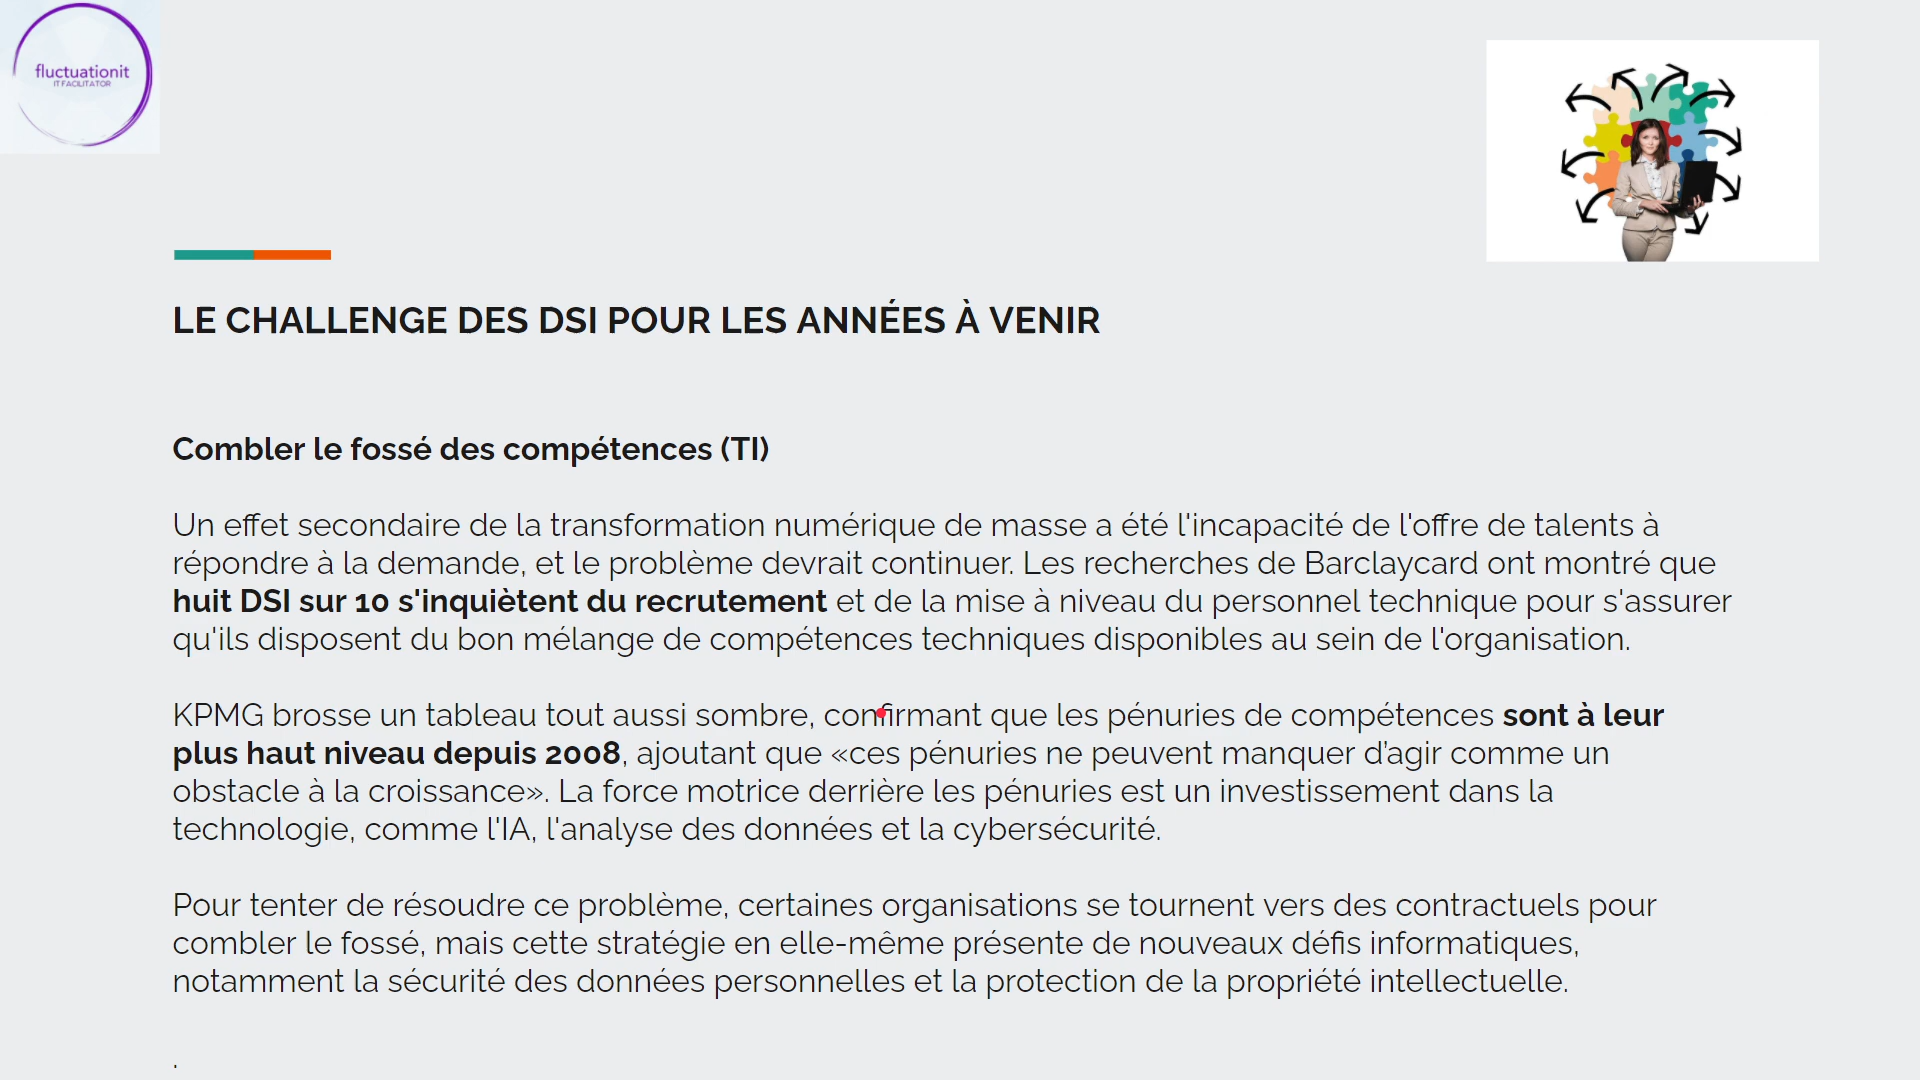 fluctuationit
IT FACILITATOR
LE CHALLENGE DES DSI POUR LES ANNÉES À VENIR
Combler le fossé des compétences (TI)
Un effet secondaire de la transformation numérique de masse a été l'incapacité de l'offre de talents à
répondre à la demande, et le problème devrait continuer. Les recherches de Barclaycard ont montré que
huit DSI sur 10 s'inquiètent du recrutement et de la mise à niveau du personnel technique pour s'assurer
qu'ils disposent du bon mélange de compétences techniques disponibles au sein de l'organisation.
KPMG brosse un tableau tout aussi sombre, confirmant que les pénuries de compétences sont à leur
plus haut niveau depuis 2008, ajoutant que «ces pénuries ne peuvent manquer d’agir comme un
obstacle à la croissance». La force motrice derrière les pénuries est un investissement dans la
technologie, comme l'IA, l'analyse des données et la cybersécurité.
Pour tenter de résoudre ce problème, certaines organisations se tournent vers des contractuels pour
combler le fossé, mais cette stratégie en elle-même présente de nouveaux défis informatiques,
notamment la sécurité des données personnelles et la protection de la propriété intellectuelle.
.